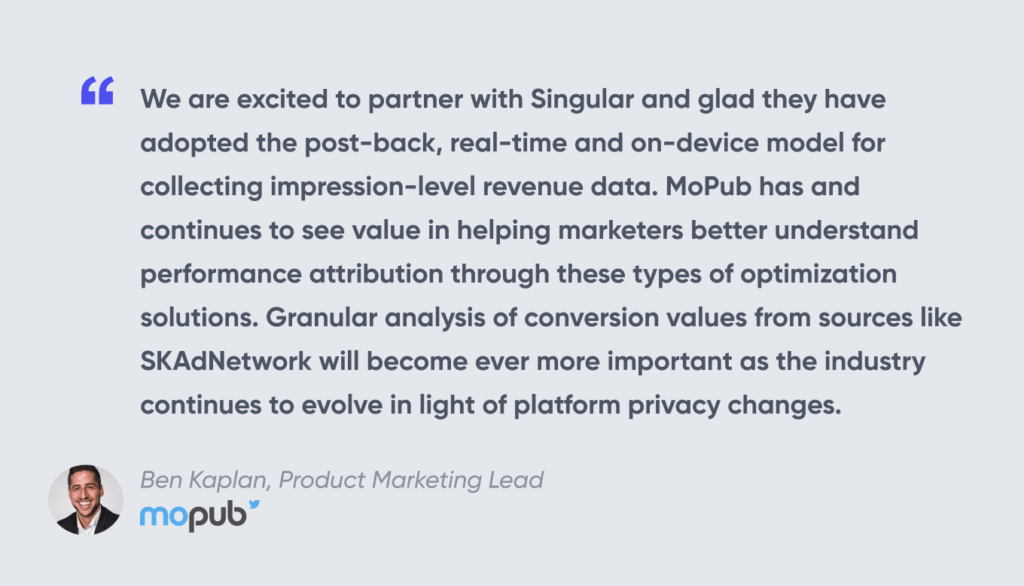 “
We are excited to partner with Singular and glad they have
adopted the post-back, real-time and on-device model for
collecting impression-level revenue data. MoPub has and
continues to see value in helping marketers better understand
performance attribution through these types of optimization
solutions. Granular analysis of conversion values from sources like
SKAdNetwork will become ever more important as the industry
continues to evolve in light of platform privacy changes.
Ben Kaplan, Product Marketing Lead
mopub